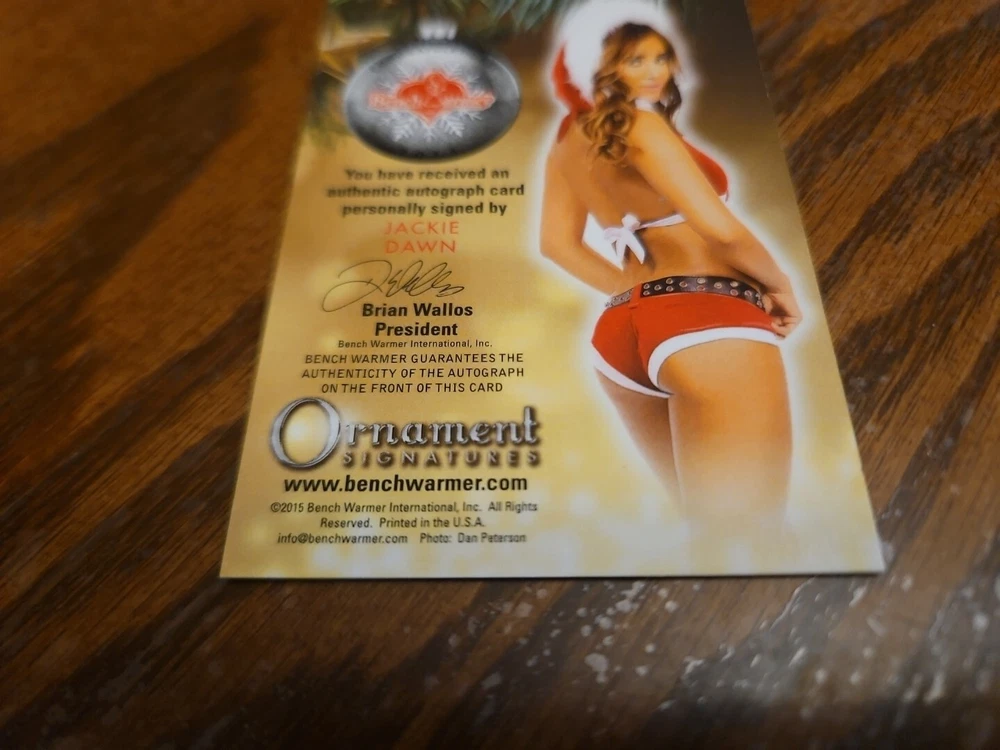 You have received an
authentic autograph card
personally signed by
JACKIE
DAWN
Brian Wallos
President
Bench Warmer International, Inc.
BENCH WARMER GUARANTEES THE
AUTHENTICITY OF THE AUTOGRAPH
ON THE FRONT OF THIS CARD
Ornament
SIGNATURES
www.benchwarmer.com
©2015 Bench Warmer International, Inc. All Rights
Reserved. Printed in the U.S.A.
info@benchwarmer.com Photo: Dan Peterson